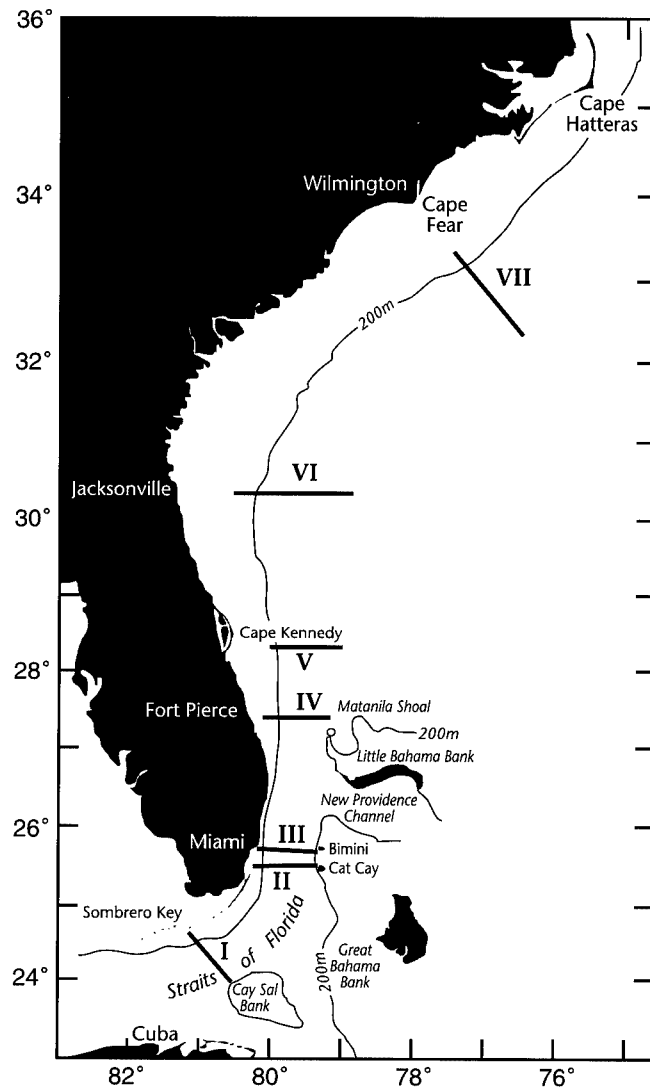 36°
Cape
Hatteras
34°
Wilmington
Cape
Fear
VII
200m
32°
VI
Jacksonville
30°
Cape Kennedy
V
28°
IV
Matanila Shoal
Fort Pierce
200m
Little Bahama Bank
New Providence
Channel
26°
Miami
III
Bimini
II
Cat Cay
Sombrero Key
I
Straits of Florida
24°
Cay Sal
Bank
200m
Great
Bahama
Bank
Cuba
82°
80°
78°
76°